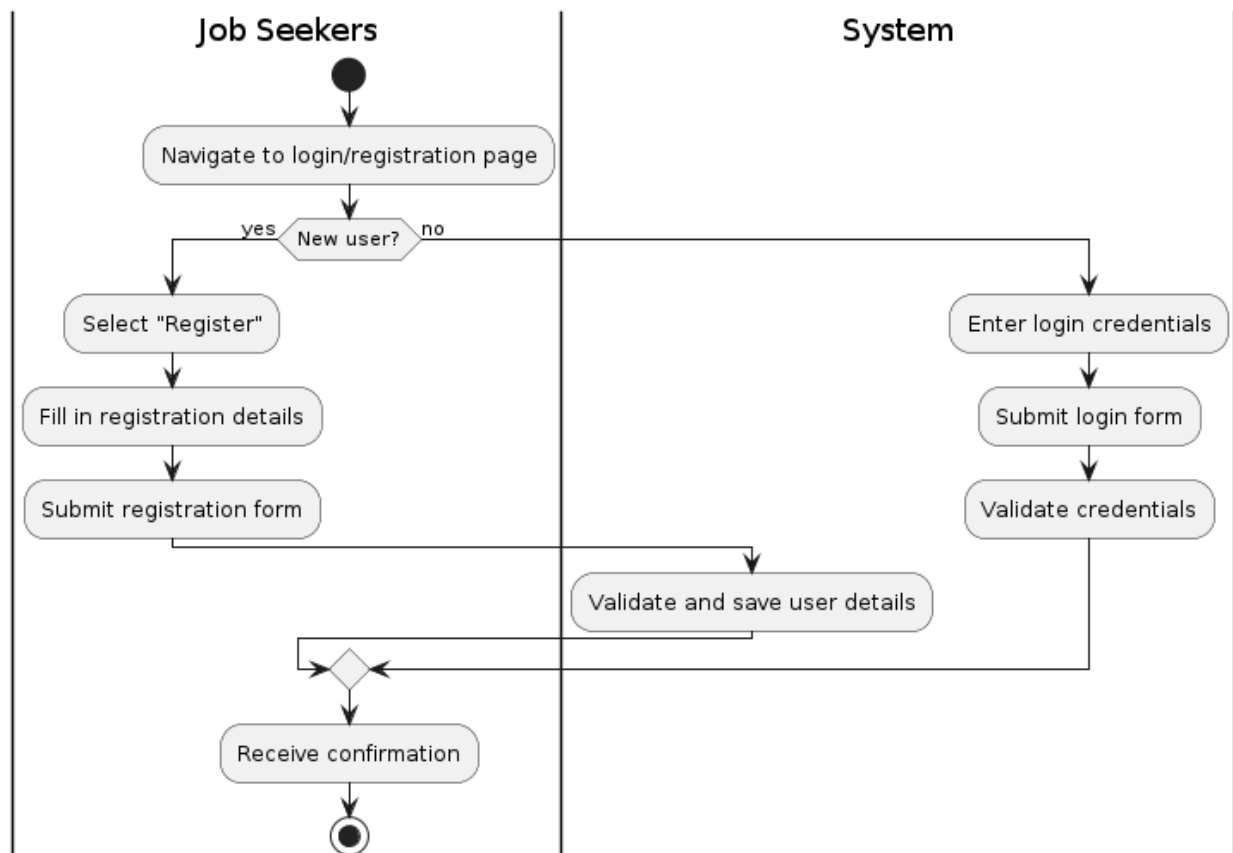 Job Seekers
System
Navigate to login/registration page
yes
New user?
no
Select "Register"
Enter login credentials
Fill in registration details
Submit login form
Submit registration form
Validate credentials
Validate and save user details
Receive confirmation